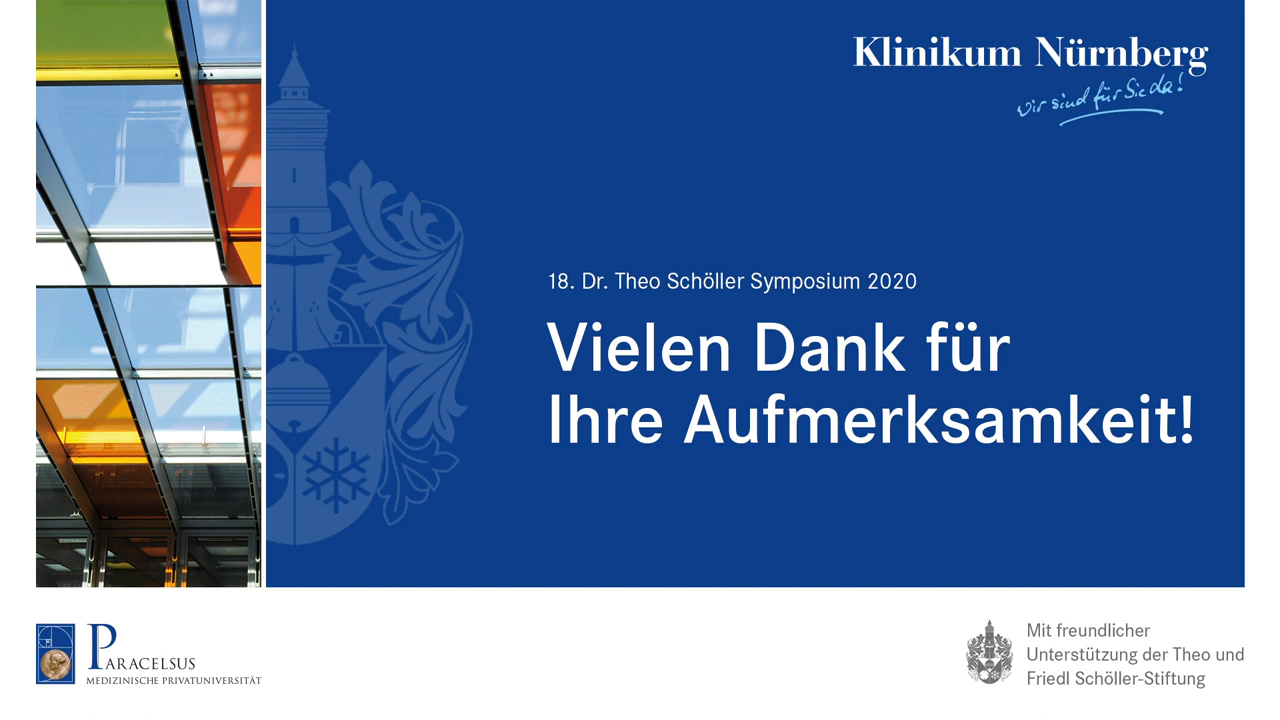 Klinikum Nürnberg
wir sind für Sie da!
18. Dr. Theo Schöller Symposium 2020
Vielen Dank für
Ihre Aufmerksamkeit!
PARACELSUS
MEDIZINISCHE PRIVATUNIVERSITÄT
Mit freundlicher
Unterstützung der Theo und
Friedl Schöller-Stiftung